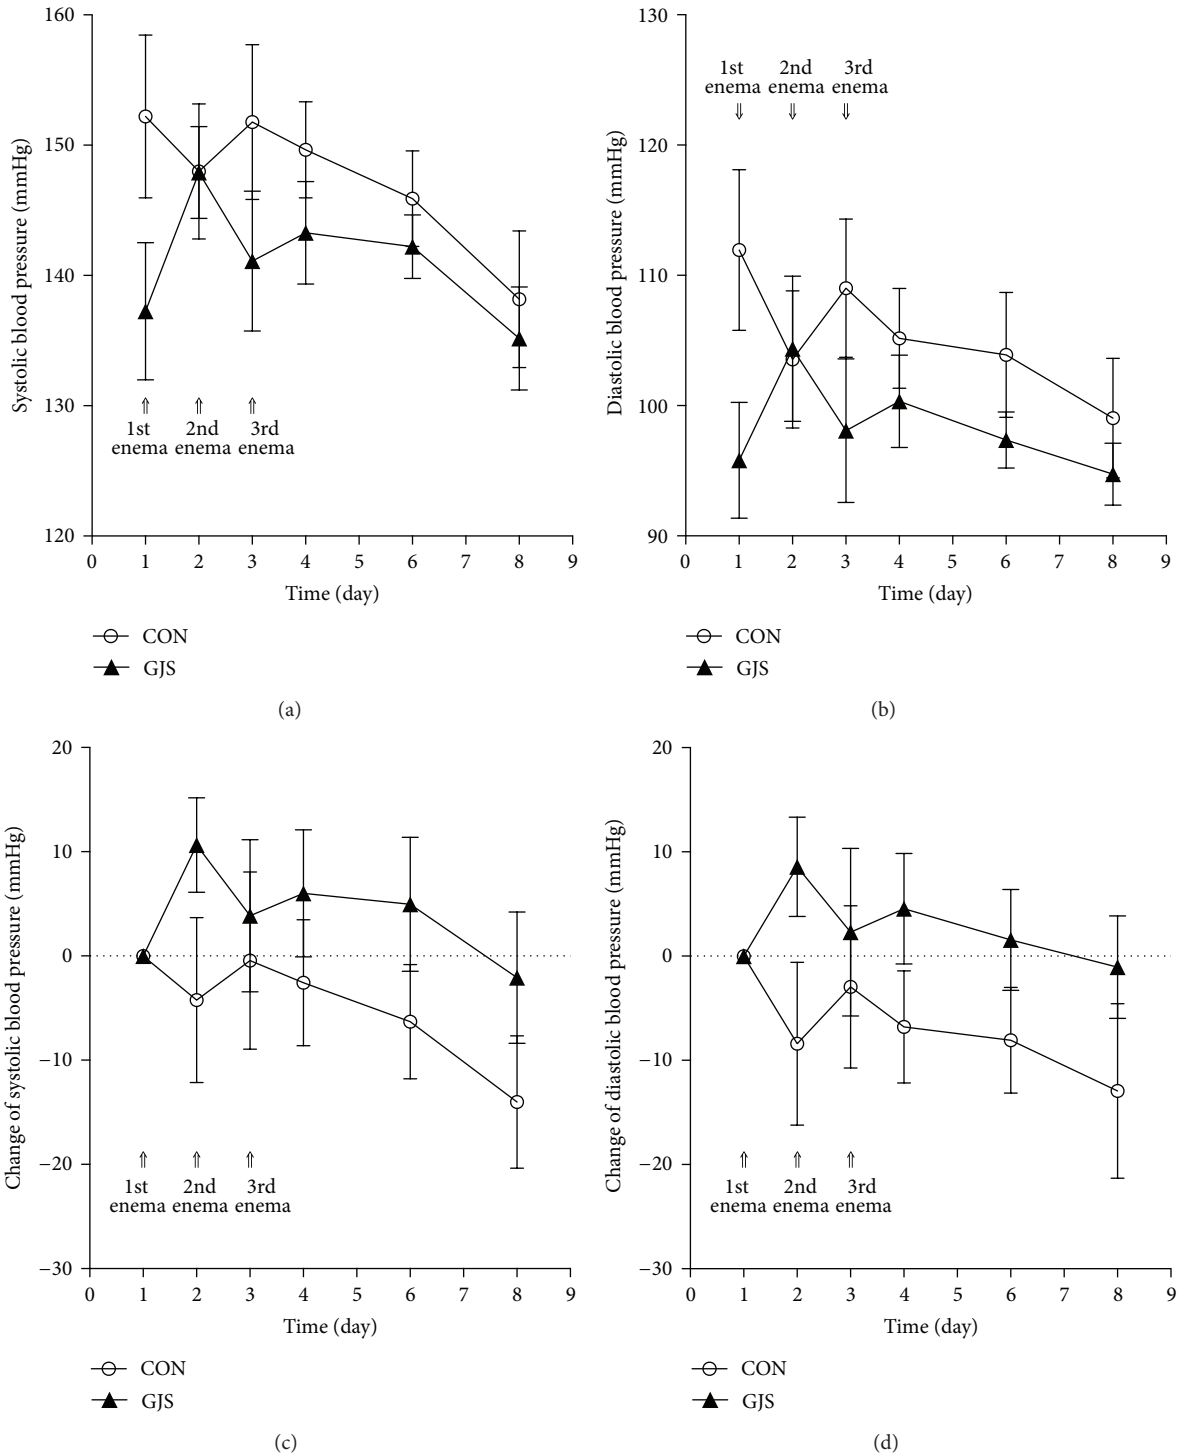 160
150
140
130
120
Systolic blood pressure (mmHg)
1st
enema
2nd
enema
3rd
enema
0 1 2 3 4 5 6 7 8 9
Time (day)
CON
GJS
(a)
130
120
110
100
90
Diastolic blood pressure (mmHg)
1st
enema
2nd
enema
3rd
enema
0 1 2 3 4 5 6 7 8 9
Time (day)
CON
GJS
(b)
20
10
0
−10
−20
−30
Change of systolic blood pressure (mmHg)
1st
enema
2nd
enema
3rd
enema
0 1 2 3 4 5 6 7 8 9
Time (day)
CON
GJS
(c)
20
10
0
−10
−20
−30
Change of diastolic blood pressure (mmHg)
1st
enema
2nd
enema
3rd
enema
0 1 2 3 4 5 6 7 8 9
Time (day)
CON
GJS
(d)